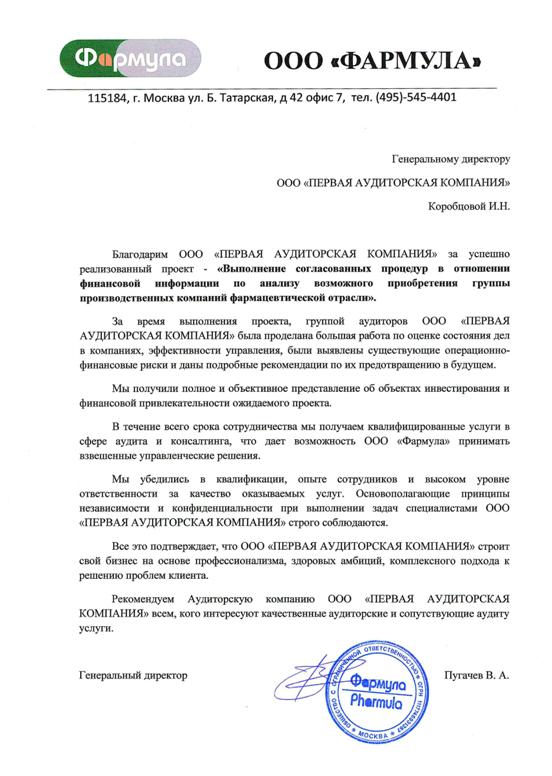 Фармула
ООО «ФАРМУЛА»
115184, г. Москва ул. Б. Татарская, д 42 офис 7, тел. (495)-545-4401
Генеральному директору
ООО «ПЕРВАЯ АУДИТОРСКАЯ КОМПАНИЯ»
Коробцовой И.Н.
Благодарим ООО «ПЕРВАЯ АУДИТОРСКАЯ КОМПАНИЯ» за успешно
реализованный проект - «Выполнение согласованных процедур в отношении
финансовой информации по анализу возможного приобретения группы
производственных компаний фармацевтической отрасли».
За время выполнения проекта, группой аудиторов ООО «ПЕРВАЯ
АУДИТОРСКАЯ КОМПАНИЯ» была проделана большая работа по оценке состояния дел
в компаниях, эффективности управления, были выявлены существующие операционно-
финансовые риски и даны подробные рекомендации по их предотвращению в будущем.
Мы получили полное и объективное представление об объектах инвестирования и
финансовой привлекательности ожидаемого проекта.
В течение всего срока сотрудничества мы получаем квалифицированные услуги в
сфере аудита и консалтинга, что дает возможность ООО «Фармула» принимать
взвешенные управленческие решения.
Мы убедились в квалификации, опыте сотрудников и высоком уровне
ответственности за качество оказываемых услуг. Основополагающие принципы
независимости и конфиденциальности при выполнении задач специалистами ООО
«ПЕРВАЯ АУДИТОРСКАЯ КОМПАНИЯ» строго соблюдаются.
Все это подтверждает, что ООО «ПЕРВАЯ АУДИТОРСКАЯ КОМПАНИЯ» строит
свой бизнес на основе профессионализма, здоровых амбиций, комплексного подхода к
решению проблем клиента.
Рекомендуем Аудиторскую компанию ООО «ПЕРВАЯ АУДИТОРСКАЯ
КОМПАНИЯ» всем, кого интересуют качественные аудиторские и сопутствующие аудиту
услуги.
Генеральный директор
Пугачев В. А.
ОБЩЕСТВО С ОГРАНИЧЕННОЙ ОТВЕТСТВЕННОСТЬЮ
Фармула
Pharmula
МОСКВА